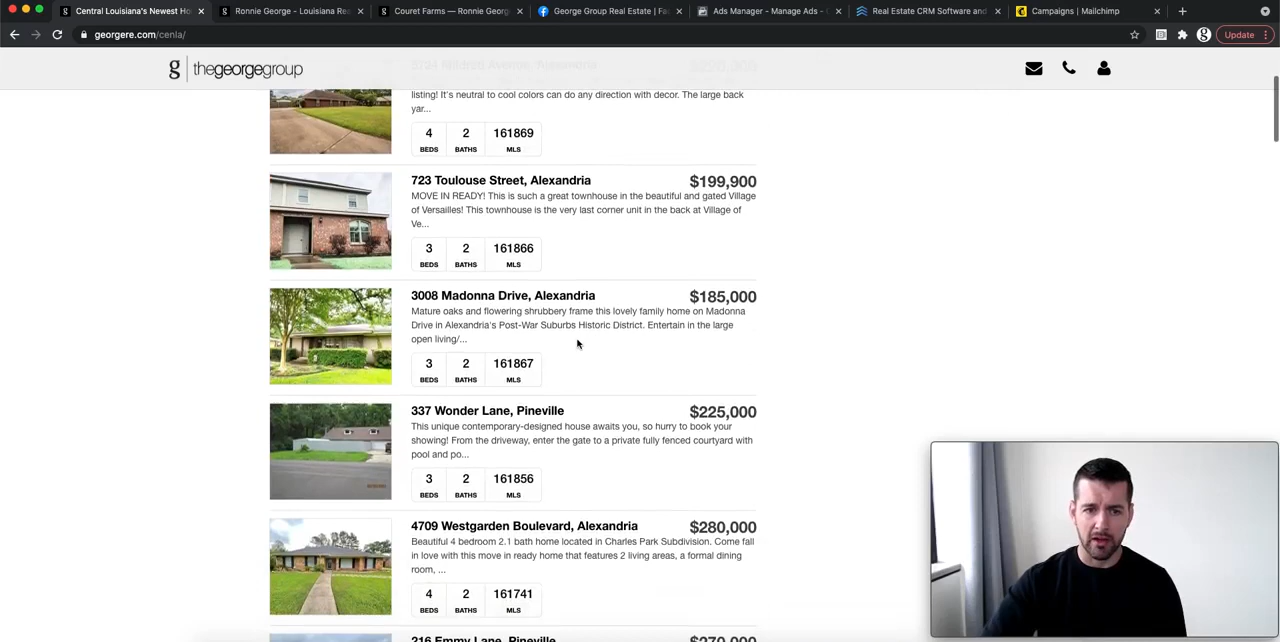 Central Louisiana's Newest Ho
Ronnie George - Louisiana Rea
Couret Farms — Ronnie George
George Group Real Estate | Fac
Ads Manager - Manage Ads - C
Real Estate CRM Software and
Campaigns | Mailchimp
georgere.com/cenla/
Update
g thegeorgegroup
listing! It's neutral to cool colors can do any direction with decor. The large back
yar...
4 2 161869
BEDS BATHS MLS
723 Toulouse Street, Alexandria $199,900
MOVE IN READY! This is such a great townhouse in the beautiful and gated Village
of Versailles! This townhouse is the very last corner unit in the back at Village of
Ve...
3 2 161866
BEDS BATHS MLS
3008 Madonna Drive, Alexandria $185,000
Mature oaks and flowering shrubbery frame this lovely family home on Madonna
Drive in Alexandria's Post-War Suburbs Historic District. Entertain in the large
open living/...
3 2 161867
BEDS BATHS MLS
337 Wonder Lane, Pineville $225,000
This unique contemporary-designed house awaits you, so hurry to book your
showing! From the driveway, enter the gate to a private fully fenced courtyard with
pool and po...
3 2 161856
BEDS BATHS MLS
4709 Westgarden Boulevard, Alexandria $280,000
Beautiful 4 bedroom 2.1 bath home located in Charles Park Subdivision. Come fall
in love with this move in ready home that features 2 living areas, a formal dining
room, ...
4 2 161741
BEDS BATHS MLS
216 Emmy Lane, Pineville $270,000